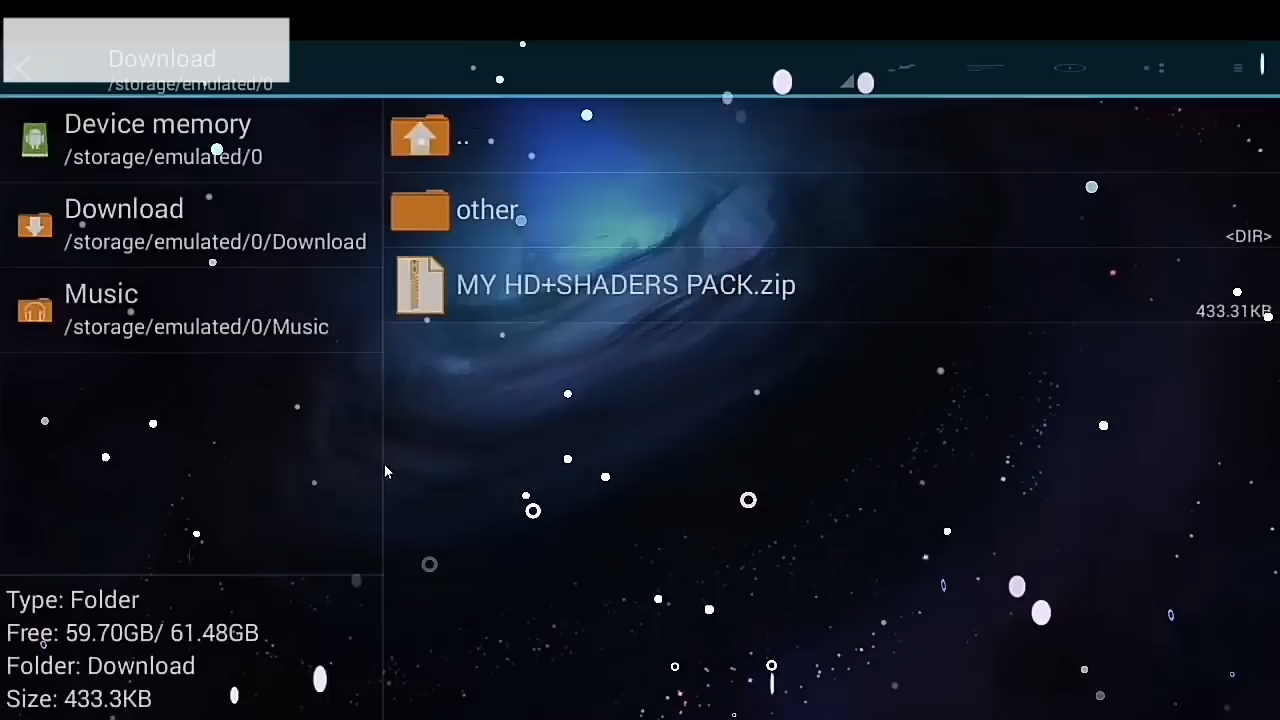 Download
/storage/emulated/0
Device memory
/storage/emulated/0
Download
/storage/emulated/0/Download
Music
/storage/emulated/0/Music
..
other
<DIR>
MY HD+SHADERS PACK.zip
433.31KB
Type: Folder
Free: 59.70GB/ 61.48GB
Folder: Download
Size: 433.3KB